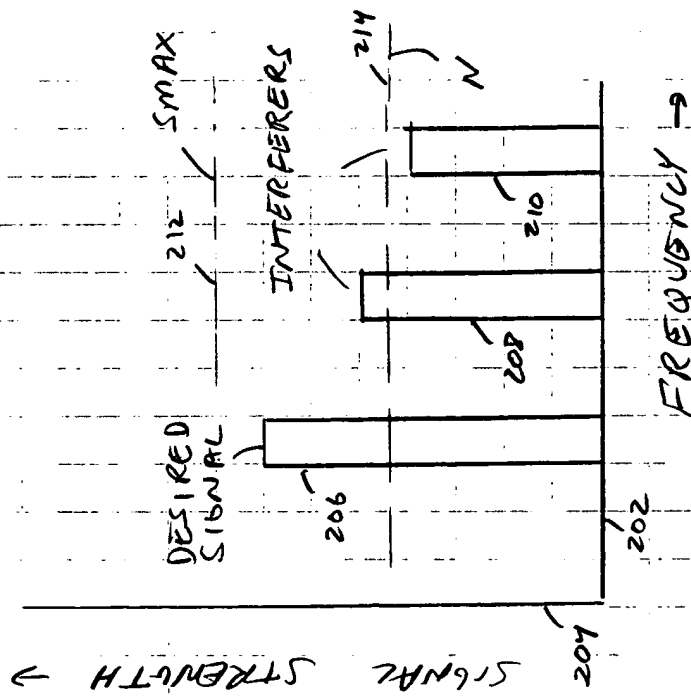 SMAX
212
214
INTERFERERS
N
DESIRED
SIGNAL
206
208
210
202
204
FREQUENCY →
SIGNAL STRENGTH →